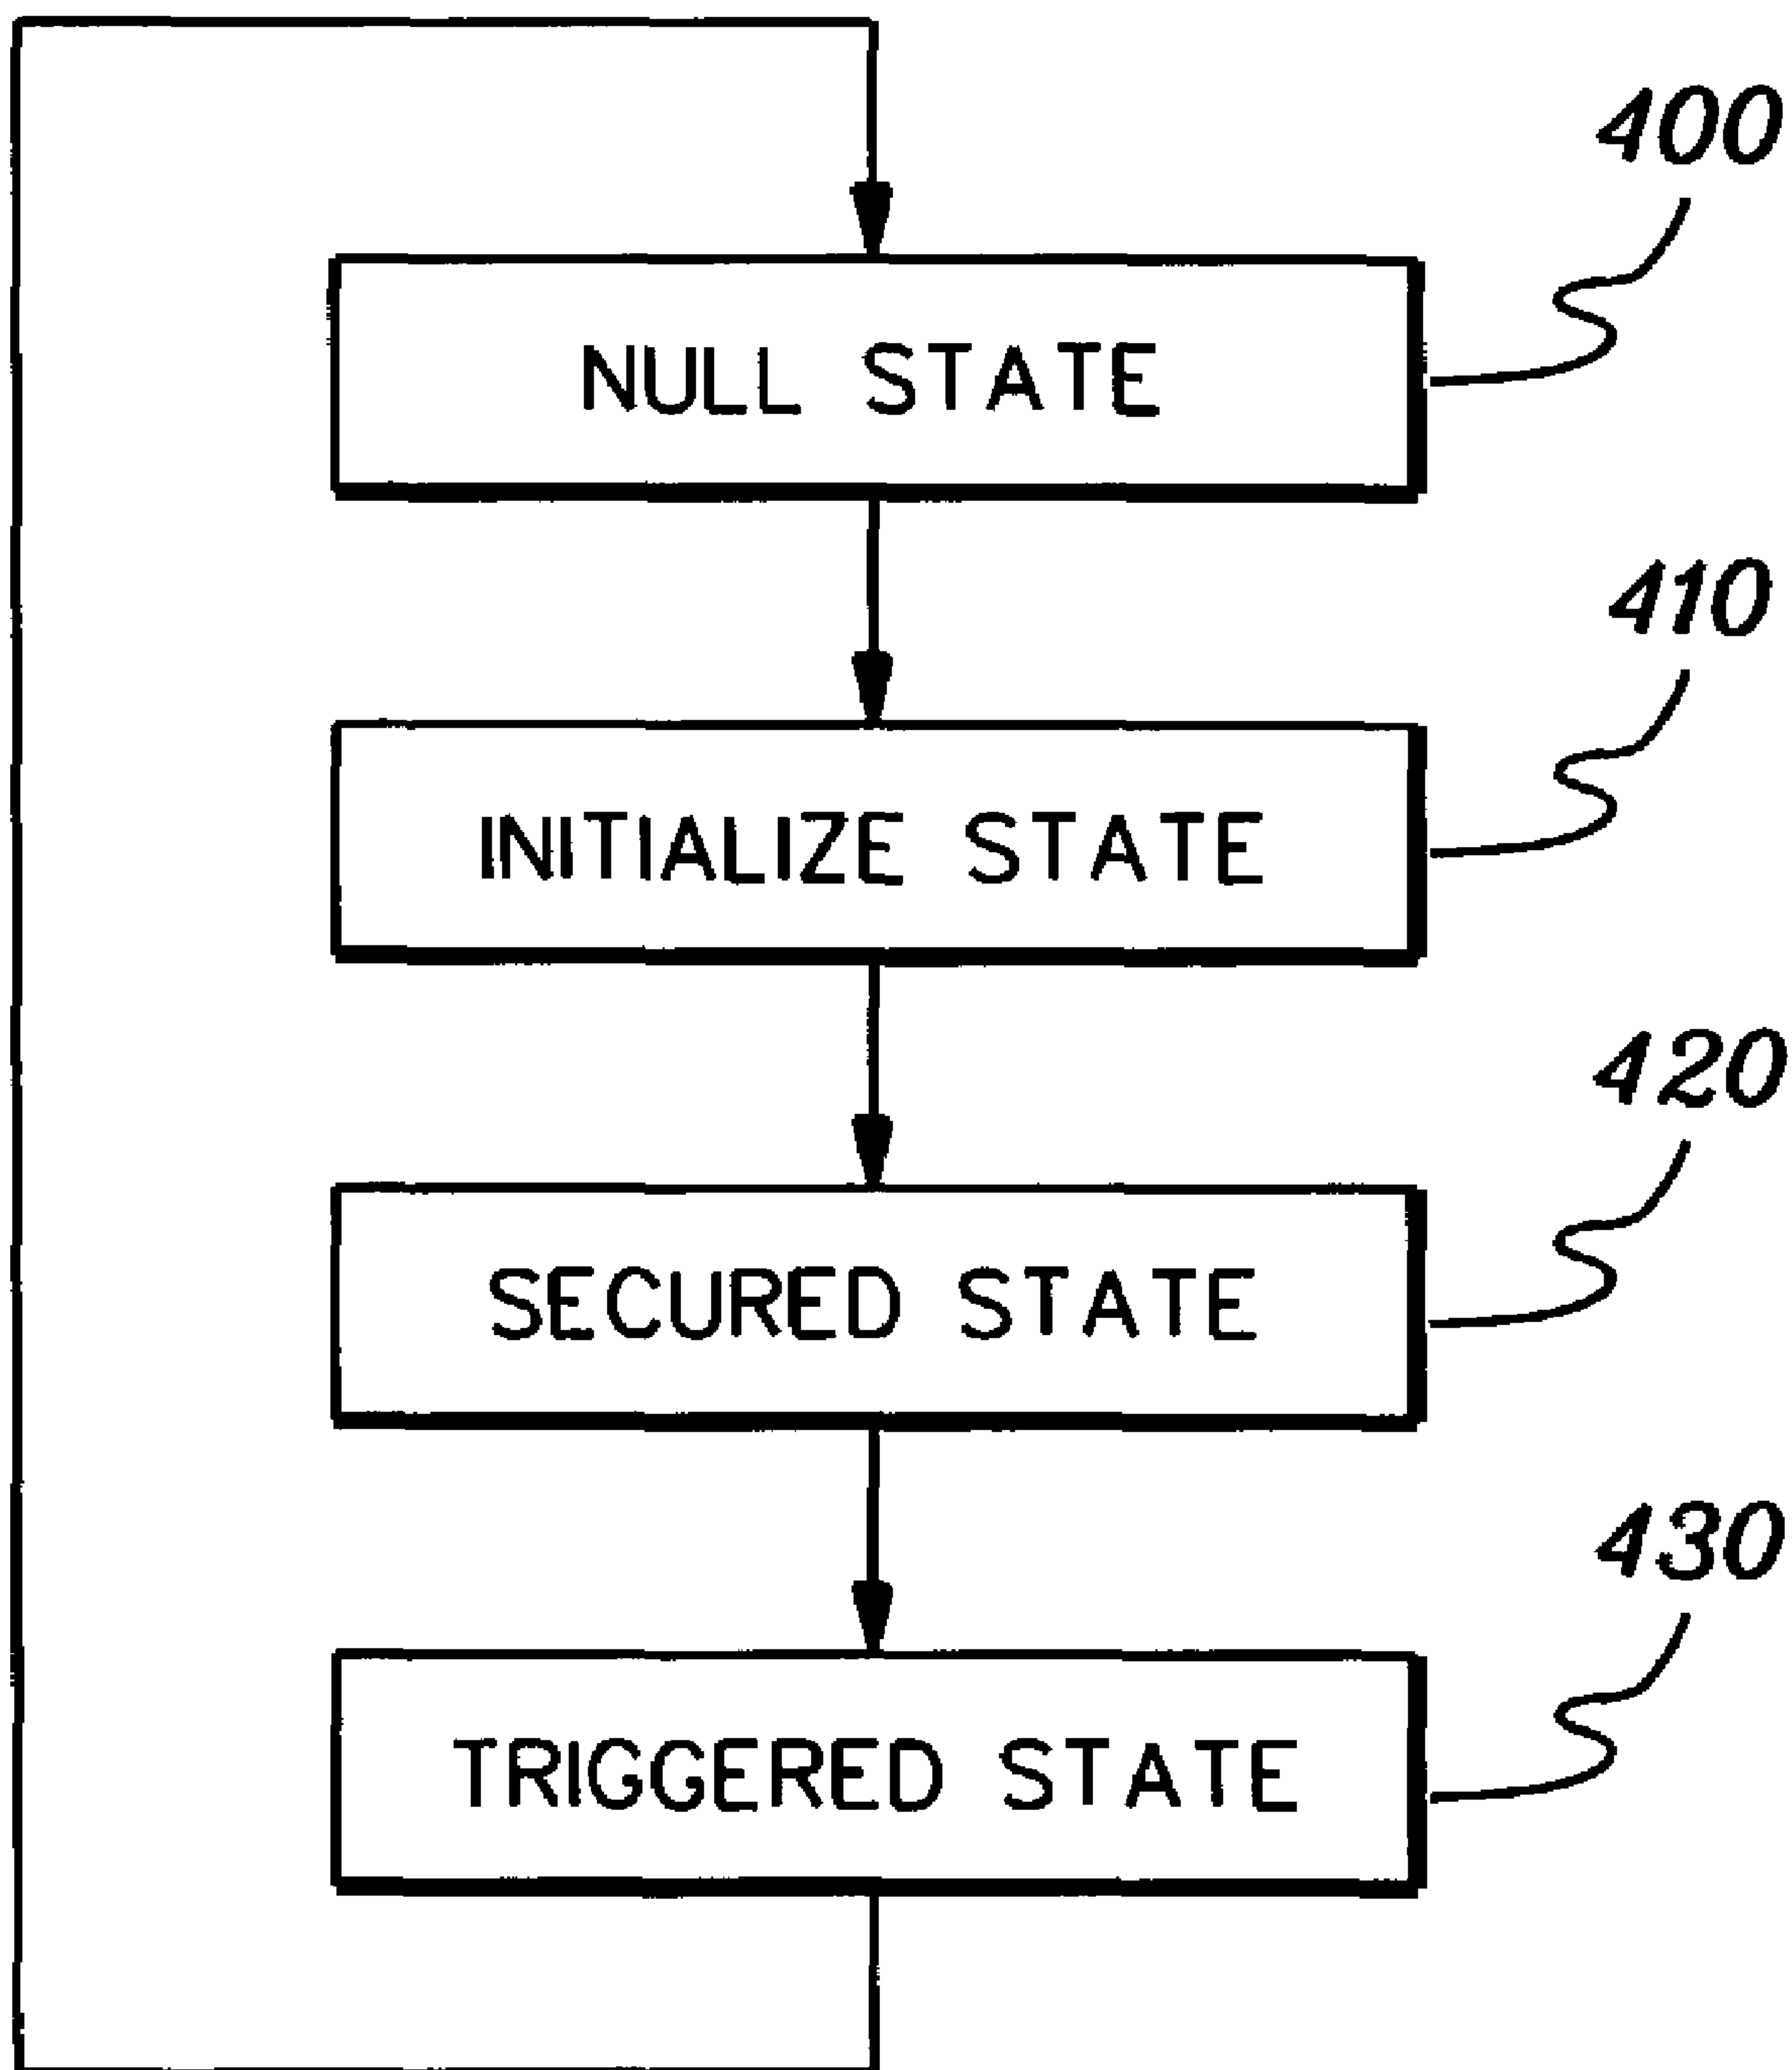 400
NULL STATE
410
INITIALIZE STATE
420
SECURED STATE
430
TRIGGERED STATE